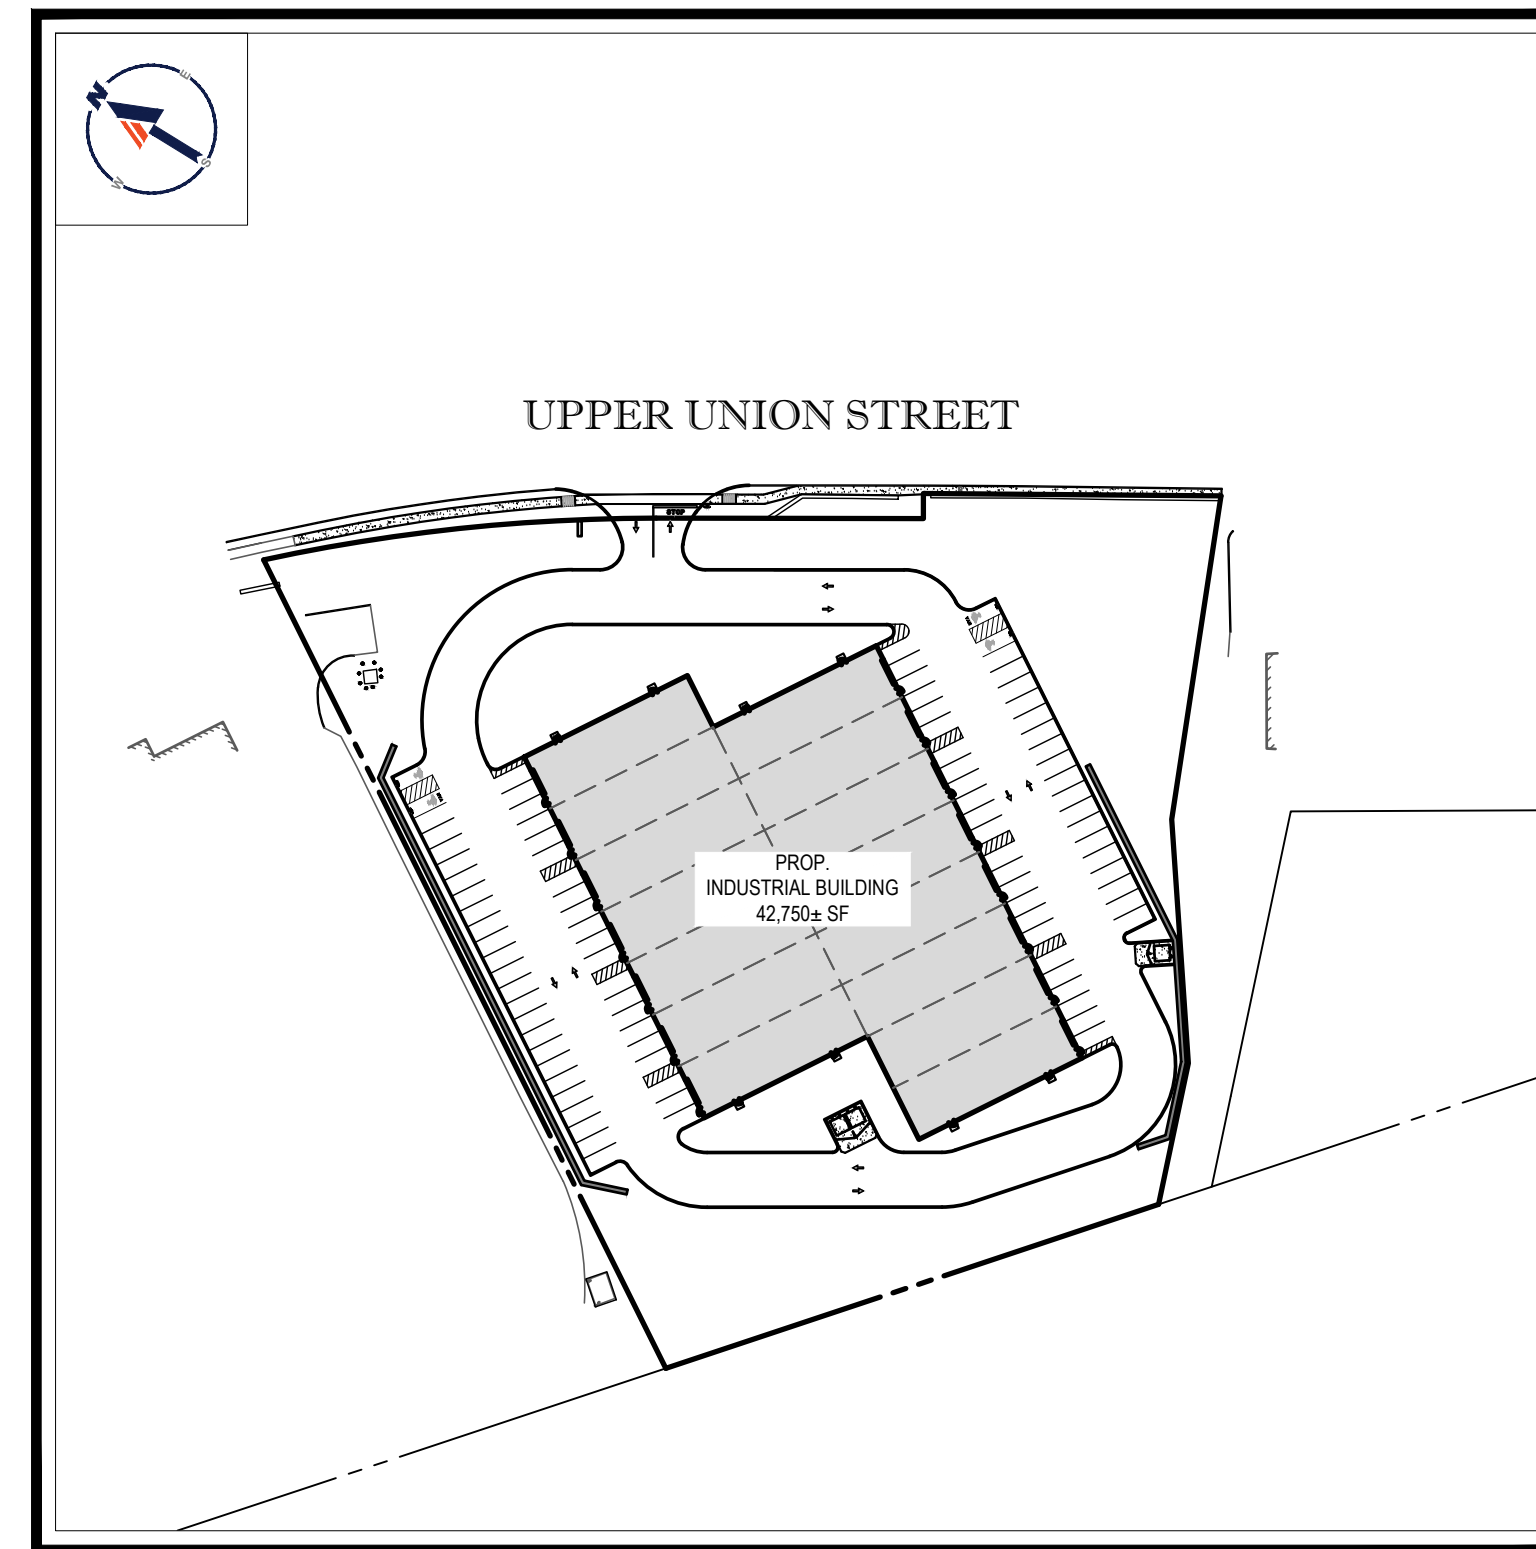 N
E
S
W
UPPER UNION STREET
STOP
PROP.
INDUSTRIAL BUILDING
42,750± SF